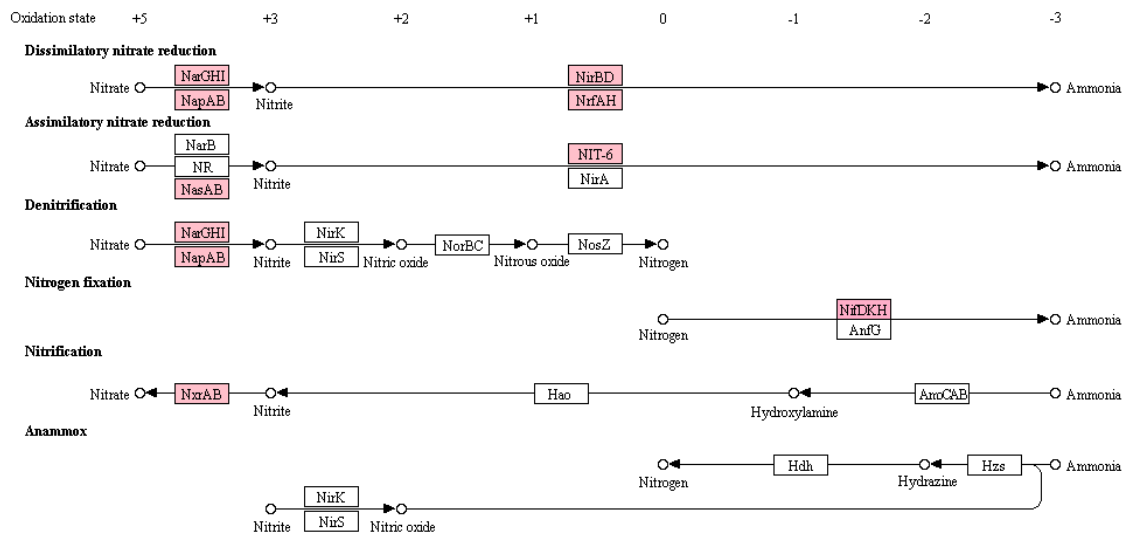 Oxidation state +5 +3 +2 +1 0 -1 -2 -3
Dissimilatory nitrate reduction
NarGHI NirBD
Nitrate Ammonia
NapAB Nitrite NrfAH
Assimilatory nitrate reduction
NarB
NIT-6
Nitrate NR Ammonia
NirA
NasAB Nitrite
Denitrification
NarGHI NirK
Nitrate NorBC NosZ
NapAB Nitrite NirS Nitric oxide Nitrous oxide Nitrogen
Nitrogen fixation
NifDKH
Ammonia
Nitrogen AnfG
Nitrification
Nitrate NxrAB Hao AmoCAB Ammonia
Nitrite Hydroxylamine
Anammox
Hdh Hzs Ammonia
Nitrogen Hydrazine
NirK
Nitrite NirS Nitric oxide